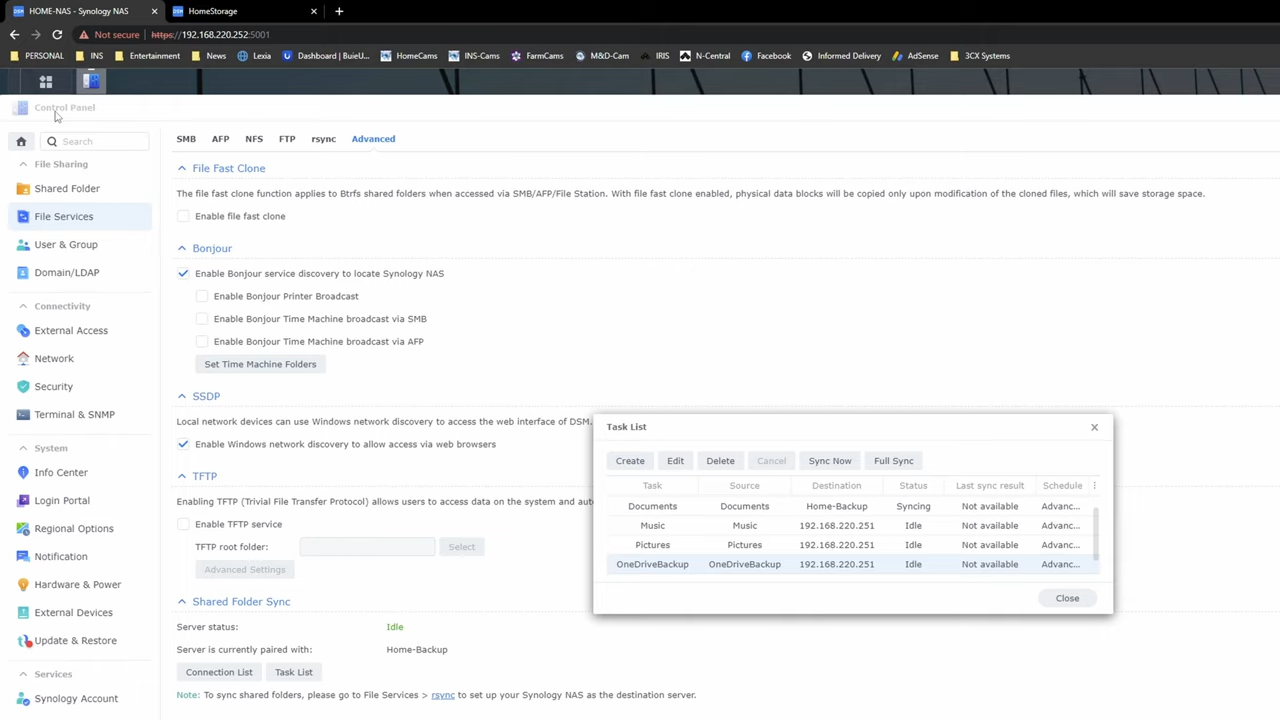 HOME-NAS - Synology NAS
HomeStorage
Not secure https://192.168.220.252:5001
PERSONAL INS Entertainment News Lexia Dashboard | BuieU... HomeCams INS-Cams FarmCams M&D-Cam IRIS N-Central Facebook Informed Delivery AdSense 3CX Systems
Control Panel
Search
File Sharing
Shared Folder
File Services
User & Group
Domain/LDAP
Connectivity
External Access
Network
Security
Terminal & SNMP
System
Info Center
Login Portal
Regional Options
Notification
Hardware & Power
External Devices
Update & Restore
Services
Synology Account
SMB AFP NFS FTP rsync Advanced
File Fast Clone
The file fast clone function applies to Btrfs shared folders when accessed via SMB/AFP/File Station. With file fast clone enabled, physical data blocks will be copied only upon modification of the cloned files, which will save storage space.
Enable file fast clone
Bonjour
Enable Bonjour service discovery to locate Synology NAS
Enable Bonjour Printer Broadcast
Enable Bonjour Time Machine broadcast via SMB
Enable Bonjour Time Machine broadcast via AFP
Set Time Machine Folders
SSDP
Local network devices can use Windows network discovery to access the web interface of DSM.
Enable Windows network discovery to allow access via web browsers
TFTP
Enabling TFTP (Trivial File Transfer Protocol) allows users to access data on the system and
Enable TFTP service
TFTP root folder: Select
Advanced Settings
Shared Folder Sync
Server status: Idle
Server is currently paired with: Home-Backup
Connection List Task List
Note: To sync shared folders, please go to File Services > rsync to set up your Synology NAS as the destination server.
Task List
Create Edit Delete Cancel Sync Now Full Sync
Task Source Destination Status Last sync result Schedule
Documents Documents Home-Backup Syncing Not available Advanc...
Music Music 192.168.220.251 Idle Not available Advanc...
Pictures Pictures 192.168.220.251 Idle Not available Advanc...
OneDriveBackup OneDriveBackup 192.168.220.251 Idle Not available Advanc...
Close